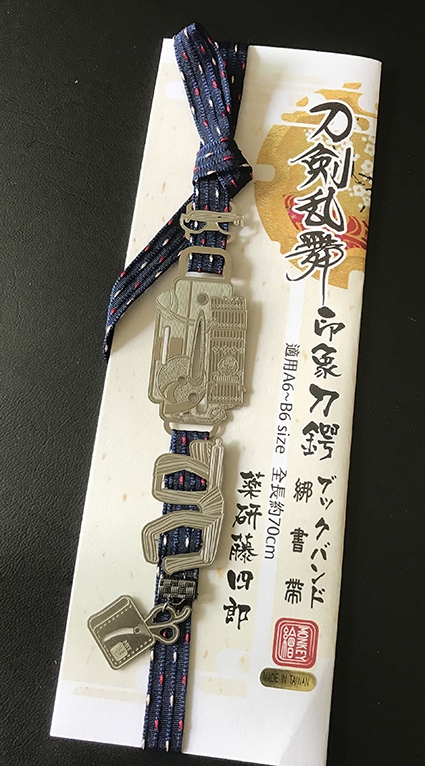 刀剣乱舞
印象刀鍔
ブックバンド
綁書帶
適用A6~B6 size 全長約70cm
薬研藤四郎
MONKEY
MADE IN TAIWAN